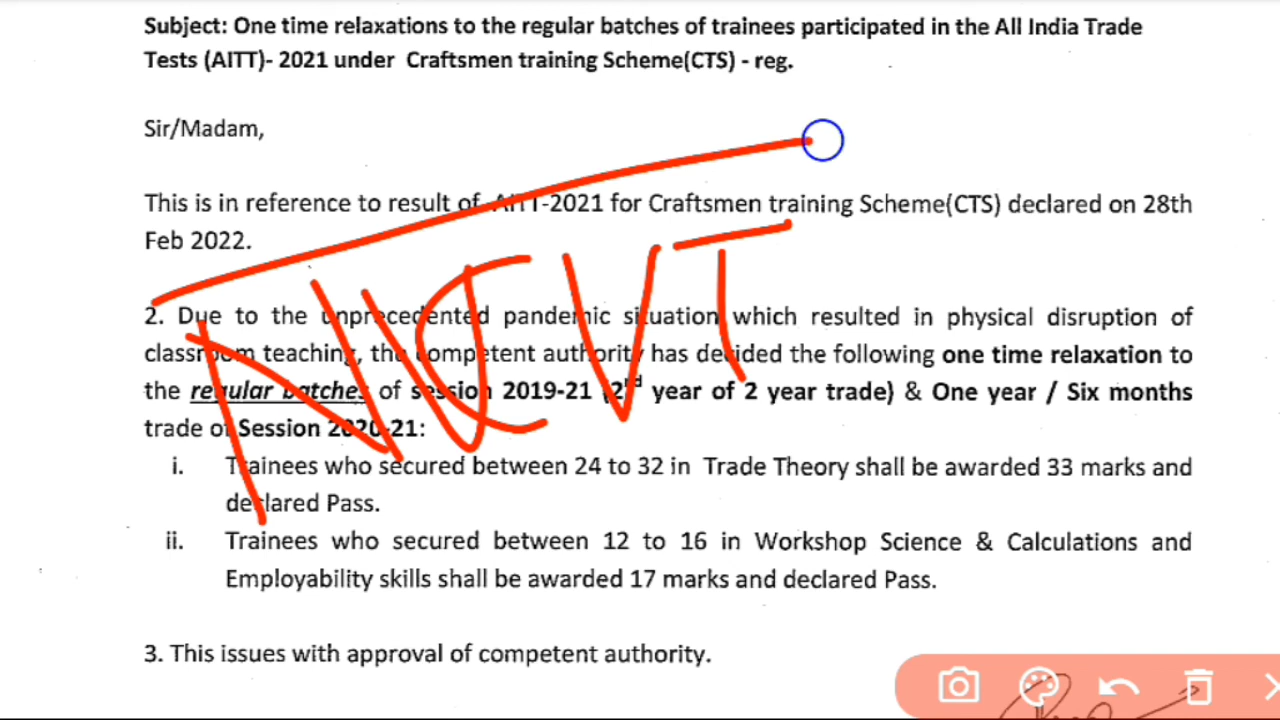 Subject: One time relaxations to the regular batches of trainees participated in the All India Trade
Tests (AITT)- 2021 under Craftsmen training Scheme(CTS) - reg.
Sir/Madam,
This is in reference to result of AITT-2021 for Craftsmen training Scheme(CTS) declared on 28th
Feb 2022.
NCVT
2. Due to the unprecedented pandemic situation which resulted in physical disruption of
classroom teaching, the competent authority has decided the following one time relaxation to
the regular batches of session 2019-21 (2nd year of 2 year trade) & One year / Six months
trade of Session 2020-21:
i. Trainees who secured between 24 to 32 in Trade Theory shall be awarded 33 marks and
declared Pass.
ii. Trainees who secured between 12 to 16 in Workshop Science & Calculations and
Employability skills shall be awarded 17 marks and declared Pass.
3. This issues with approval of competent authority.